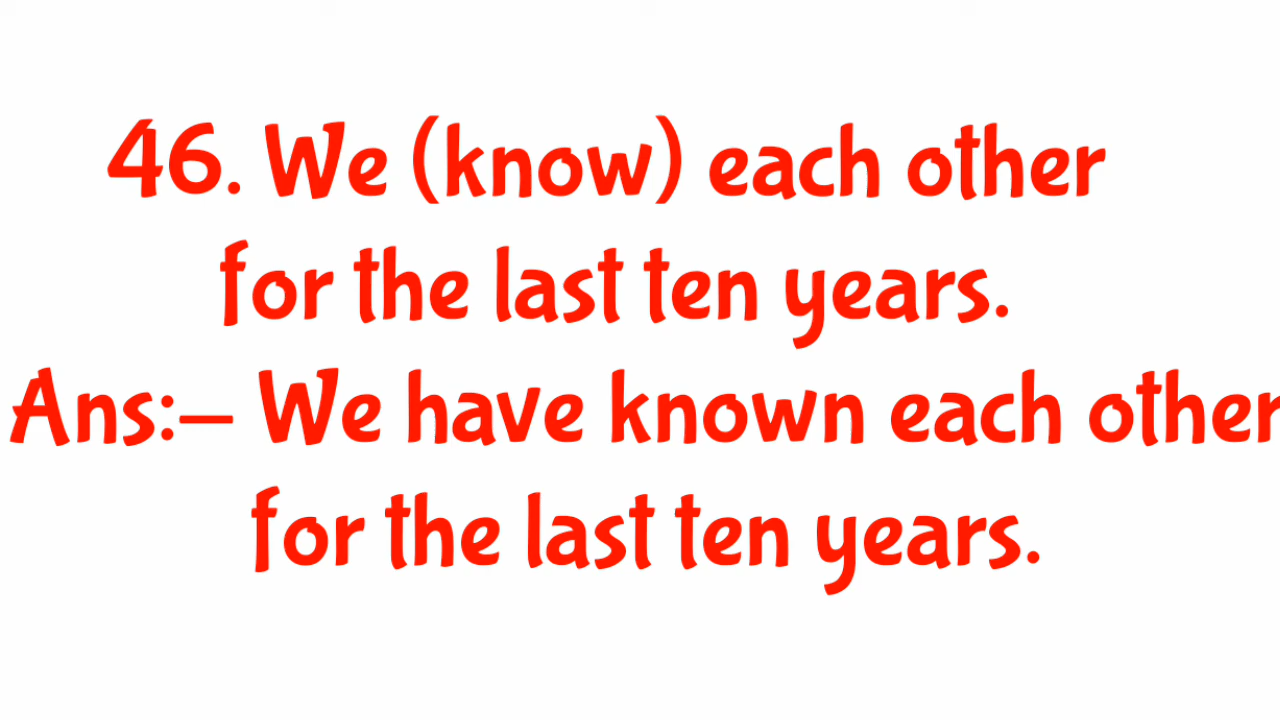 46. We (know) each other
for the last ten years.
Ans:– We have known each other
for the last ten years.